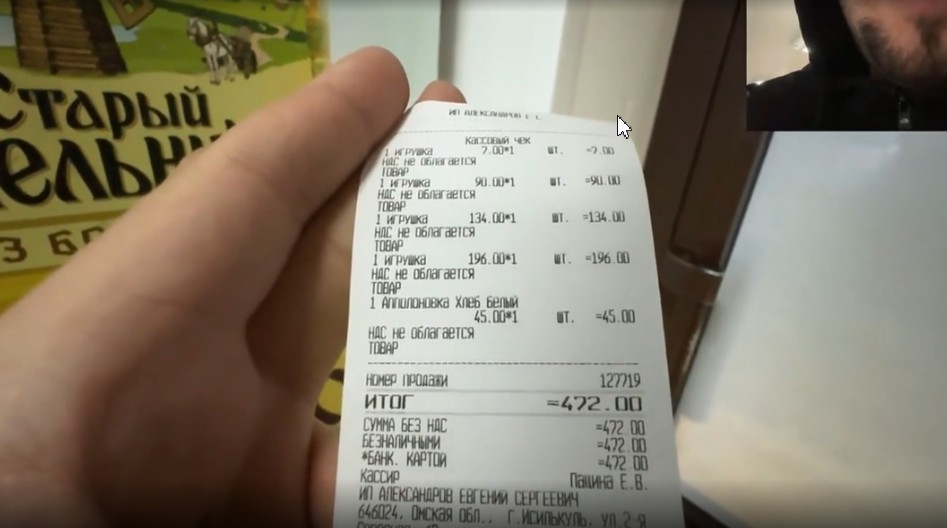 Старый
ельн
З БО
ИП АЛЕКСАНДРОВ Е С
КАССОВЫЙ ЧЕК
1 ИГРУШКА 7.00*1 ШТ. =7.00
НДС НЕ ОБЛАГАЕТСЯ
ТОВАР
1 ИГРУШКА 90.00*1 ШТ. =90.00
НДС НЕ ОБЛАГАЕТСЯ
ТОВАР
1 ИГРУШКА 134.00*1 ШТ. =134.00
НДС НЕ ОБЛАГАЕТСЯ
ТОВАР
1 ИГРУШКА 196.00*1 ШТ. =196.00
НДС НЕ ОБЛАГАЕТСЯ
ТОВАР
1 Апполоновка Хлеб белый
45.00*1 ШТ. =45.00
НДС НЕ ОБЛАГАЕТСЯ
ТОВАР
НОМЕР ПРОДАЖИ 127719
ИТОГ =472.00
СУММА БЕЗ НДС =472.00
БЕЗНАЛИЧНЫМИ =472.00
*БАНК. КАРТОЙ =472.00
Кассир Пашина Е.В.
ИП АЛЕКСАНДРОВ ЕВГЕНИЙ СЕРГЕЕВИЧ
646024, ОМСКАЯ ОБЛ., Г.ИСИЛЬКУЛЬ, УЛ.2-Я